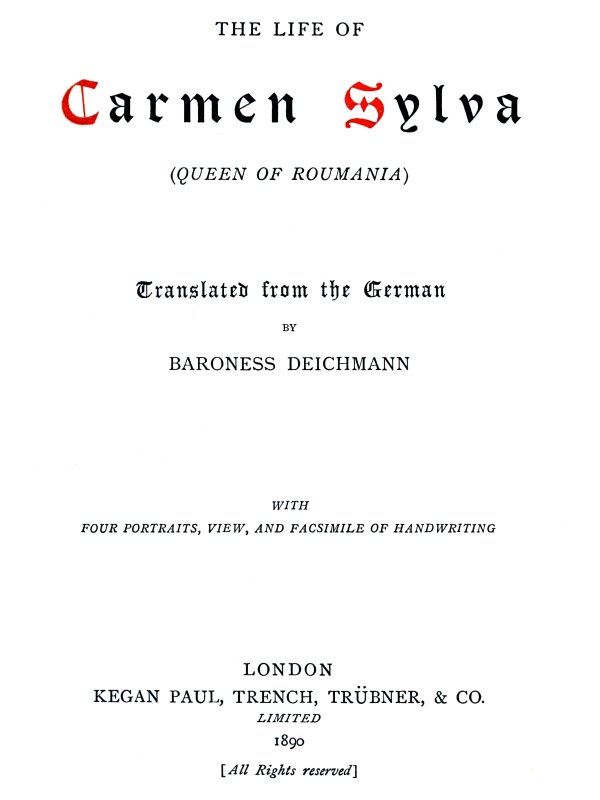 THE LIFE OF
Carmen Sylva
(QUEEN OF ROUMANIA)
Translated from the German
BY
BARONESS DEICHMANN
WITH
FOUR PORTRAITS, VIEW, AND FACSIMILE OF HANDWRITING
LONDON
KEGAN PAUL, TRENCH, TRÜBNER, & CO.
LIMITED
1890
[All Rights reserved]